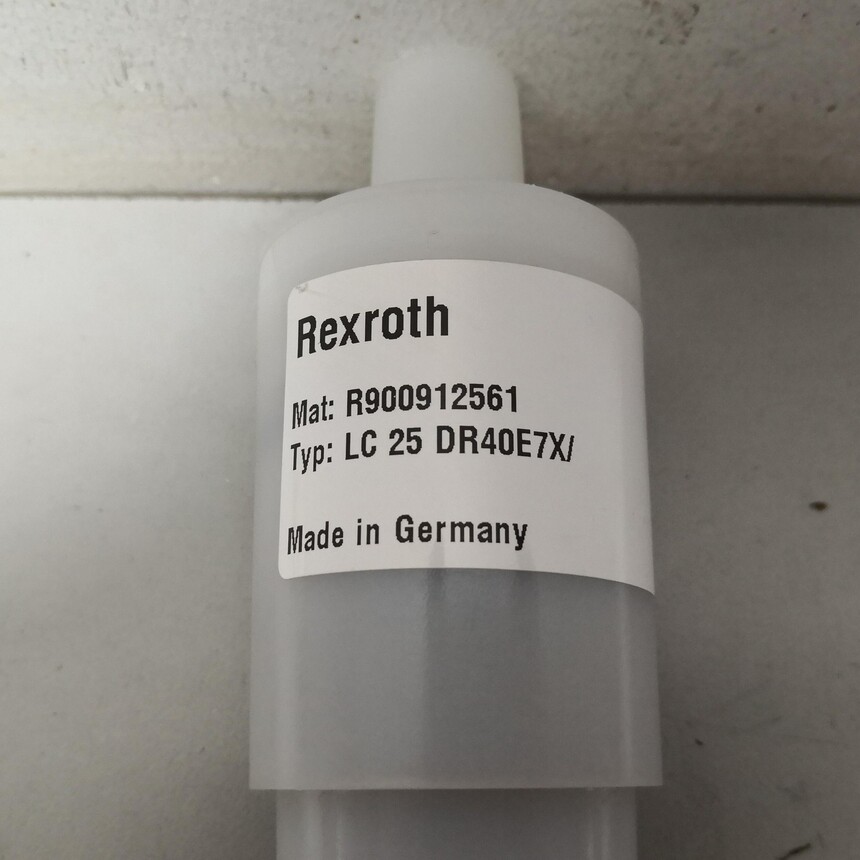 Rexroth
Mat: R900912561
Typ: LC 25 DR40E7X/
Made in Germany